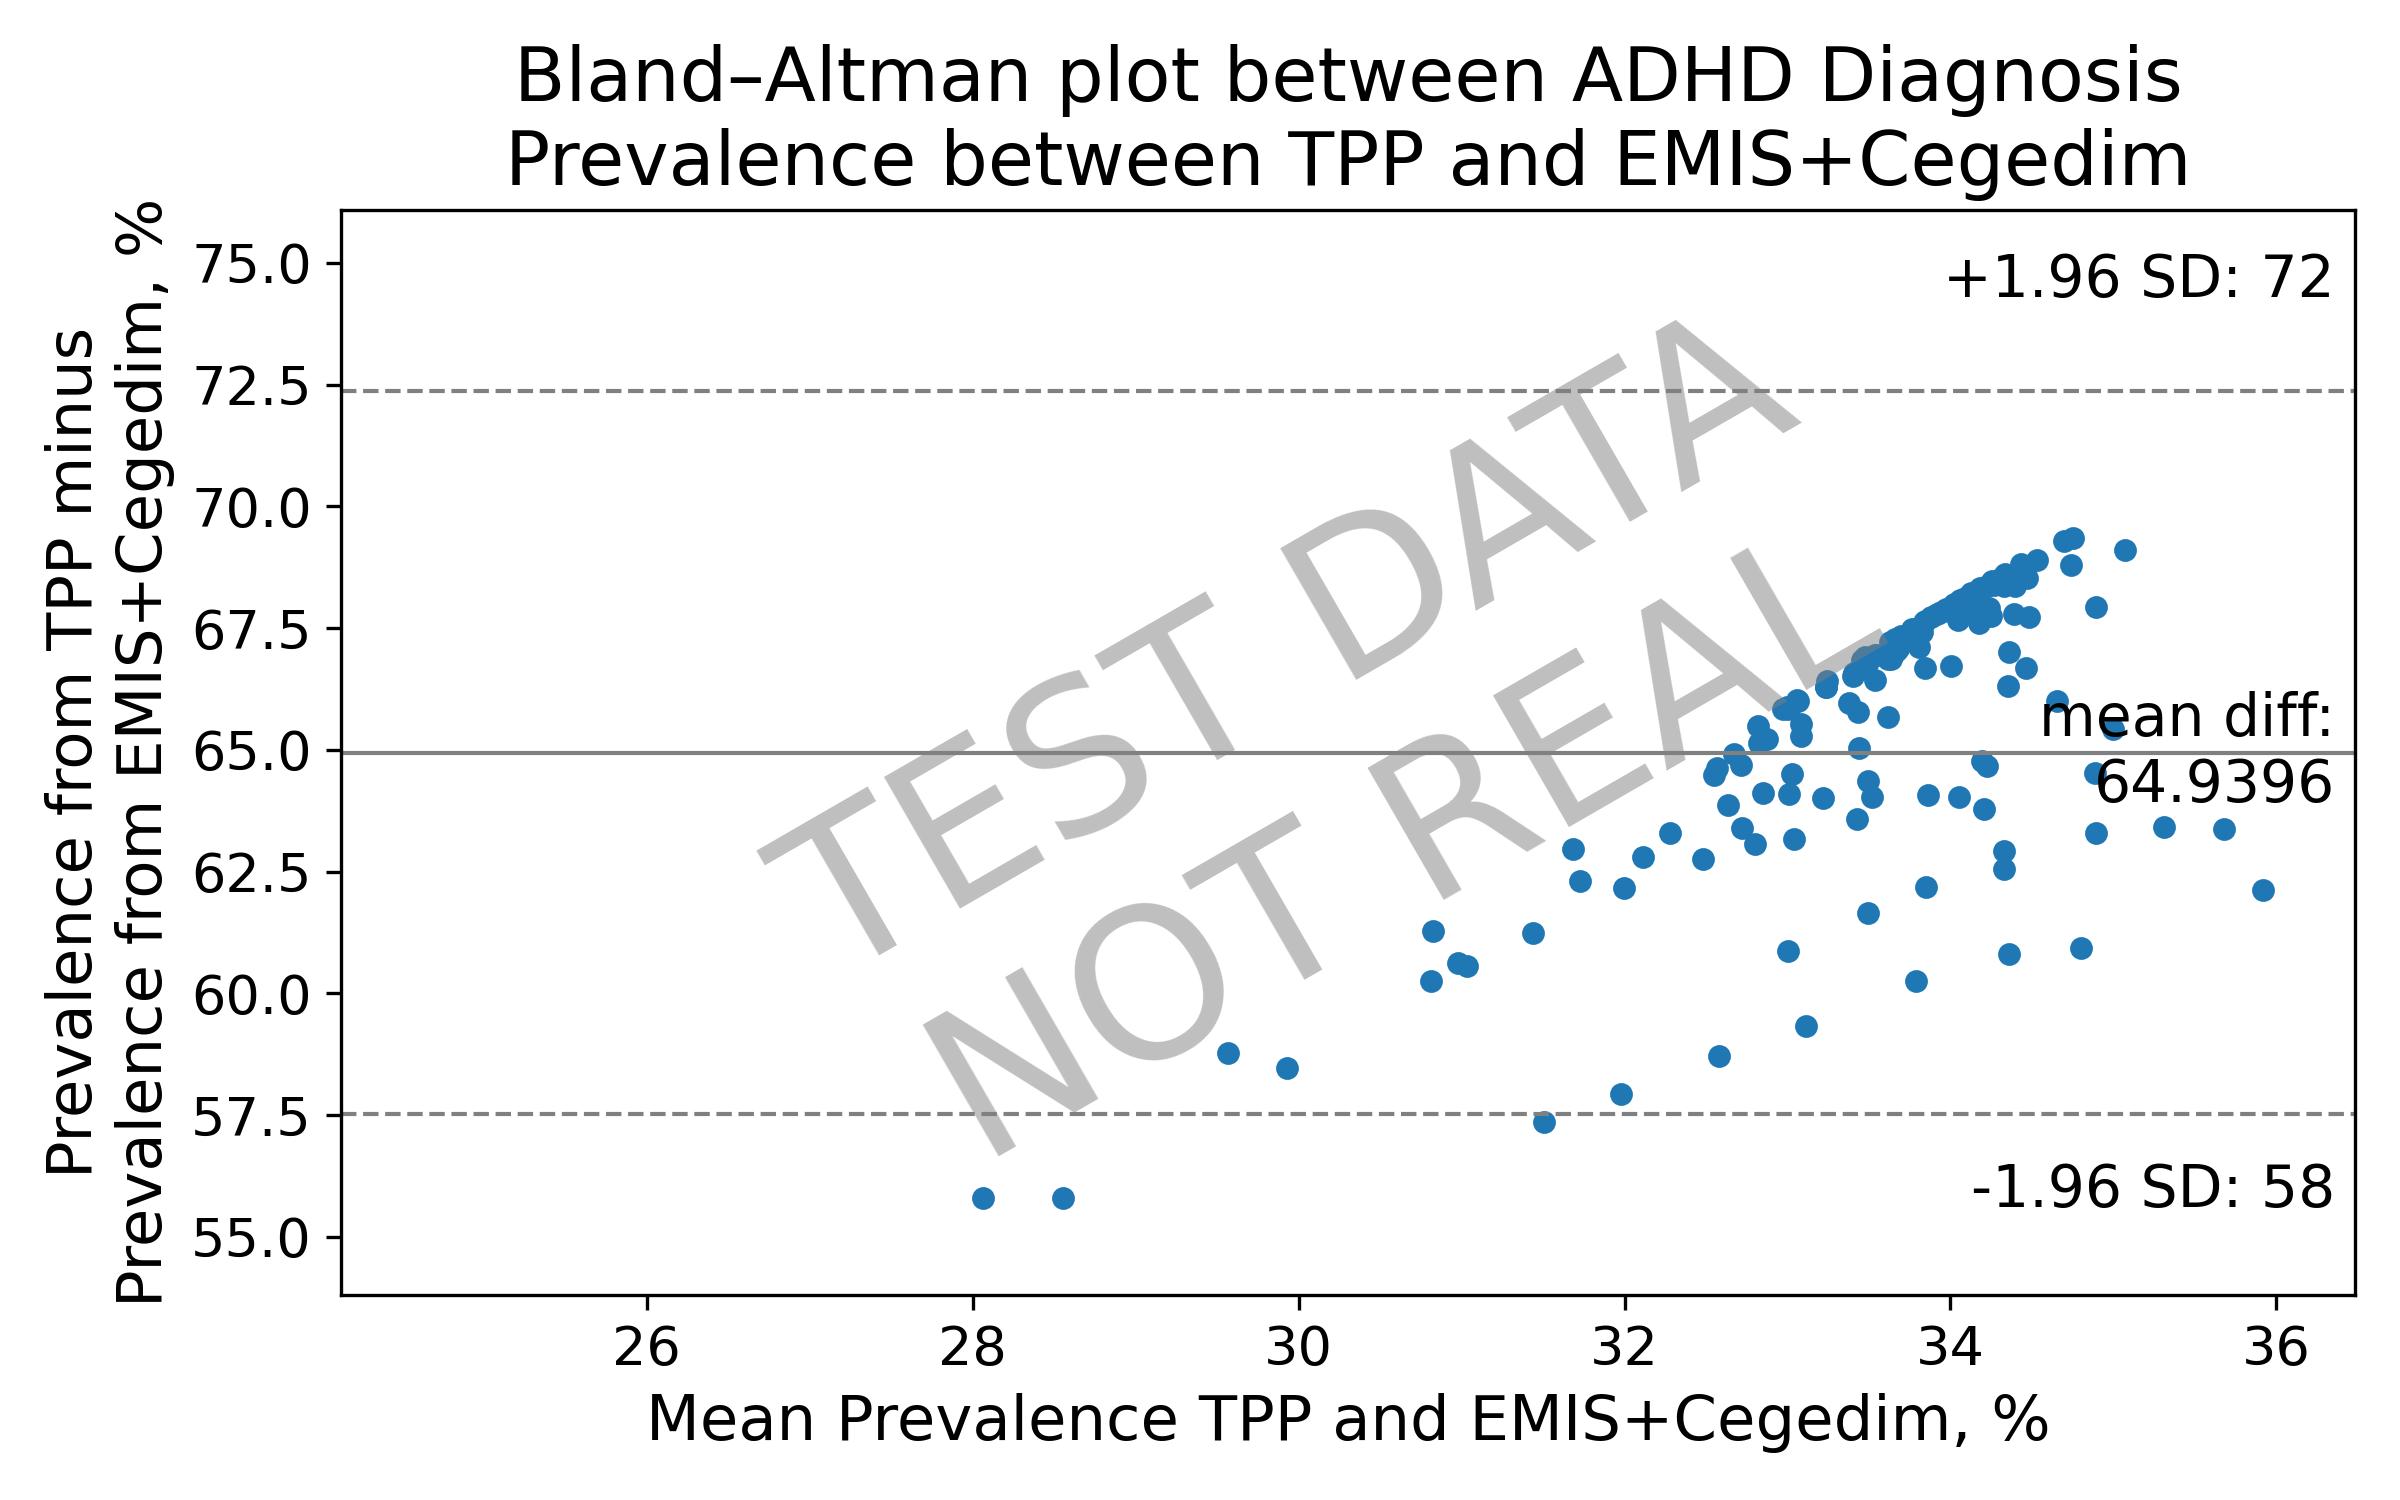 Bland–Altman plot between ADHD Diagnosis
Prevalence between TPP and EMIS+Cegedim
Prevalence from TPP minus
Prevalence from EMIS+Cegedim, %
75.0
72.5
70.0
67.5
65.0
62.5
60.0
57.5
55.0
+1.96 SD: 72
TEST DATA
NOT REAL
mean diff:
64.9396
-1.96 SD: 58
26
28
30
32
34
36
Mean Prevalence TPP and EMIS+Cegedim, %